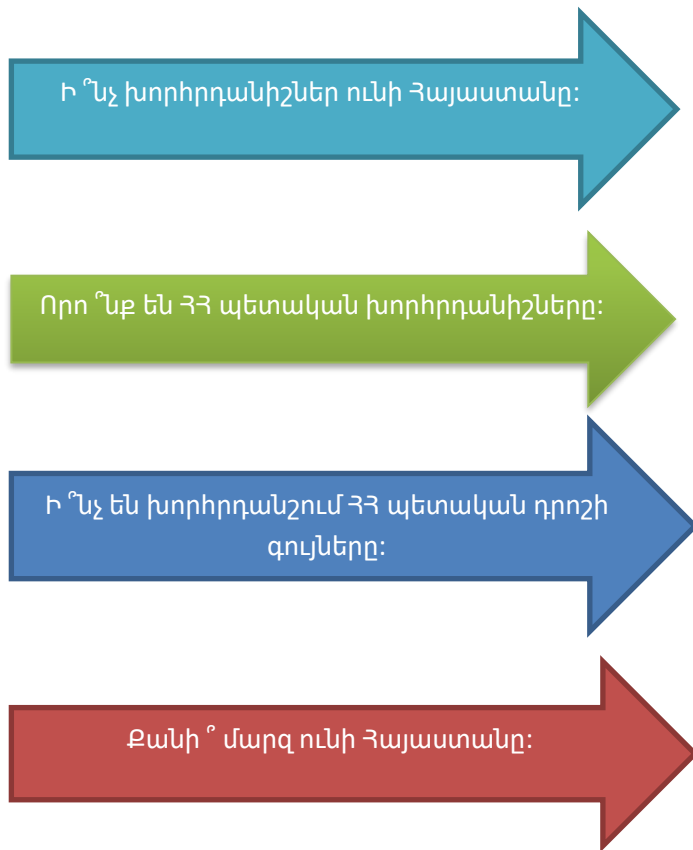 Ի ՞նչ խորհրդանիշներ ունի Հայաստանը:
Որո ՞նք են ՀՀ պետական խորհրդանիշները:
Ի ՞նչ են խորհրդանշում ՀՀ պետական դրոշի
գույները:
Քանի ՞ մարզ ունի Հայաստանը: